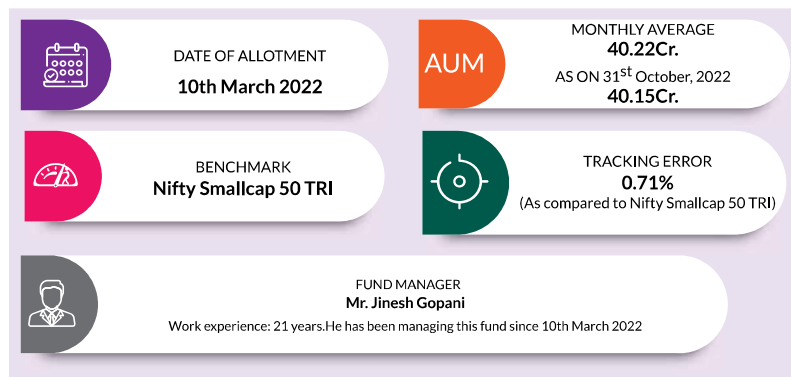 DATE OF ALLOTMENT
10th March 2022
AUM
MONTHLY AVERAGE
40.22Cr.
AS ON 31st October, 2022
40.15Cr.
BENCHMARK
Nifty Smallcap 50 TRI
TRACKING ERROR
0.71%
(As compared to Nifty Smallcap 50 TRI)
FUND MANAGER
Mr. Jinesh Gopani
Work experience: 21 years.He has been managing this fund since 10th March 2022